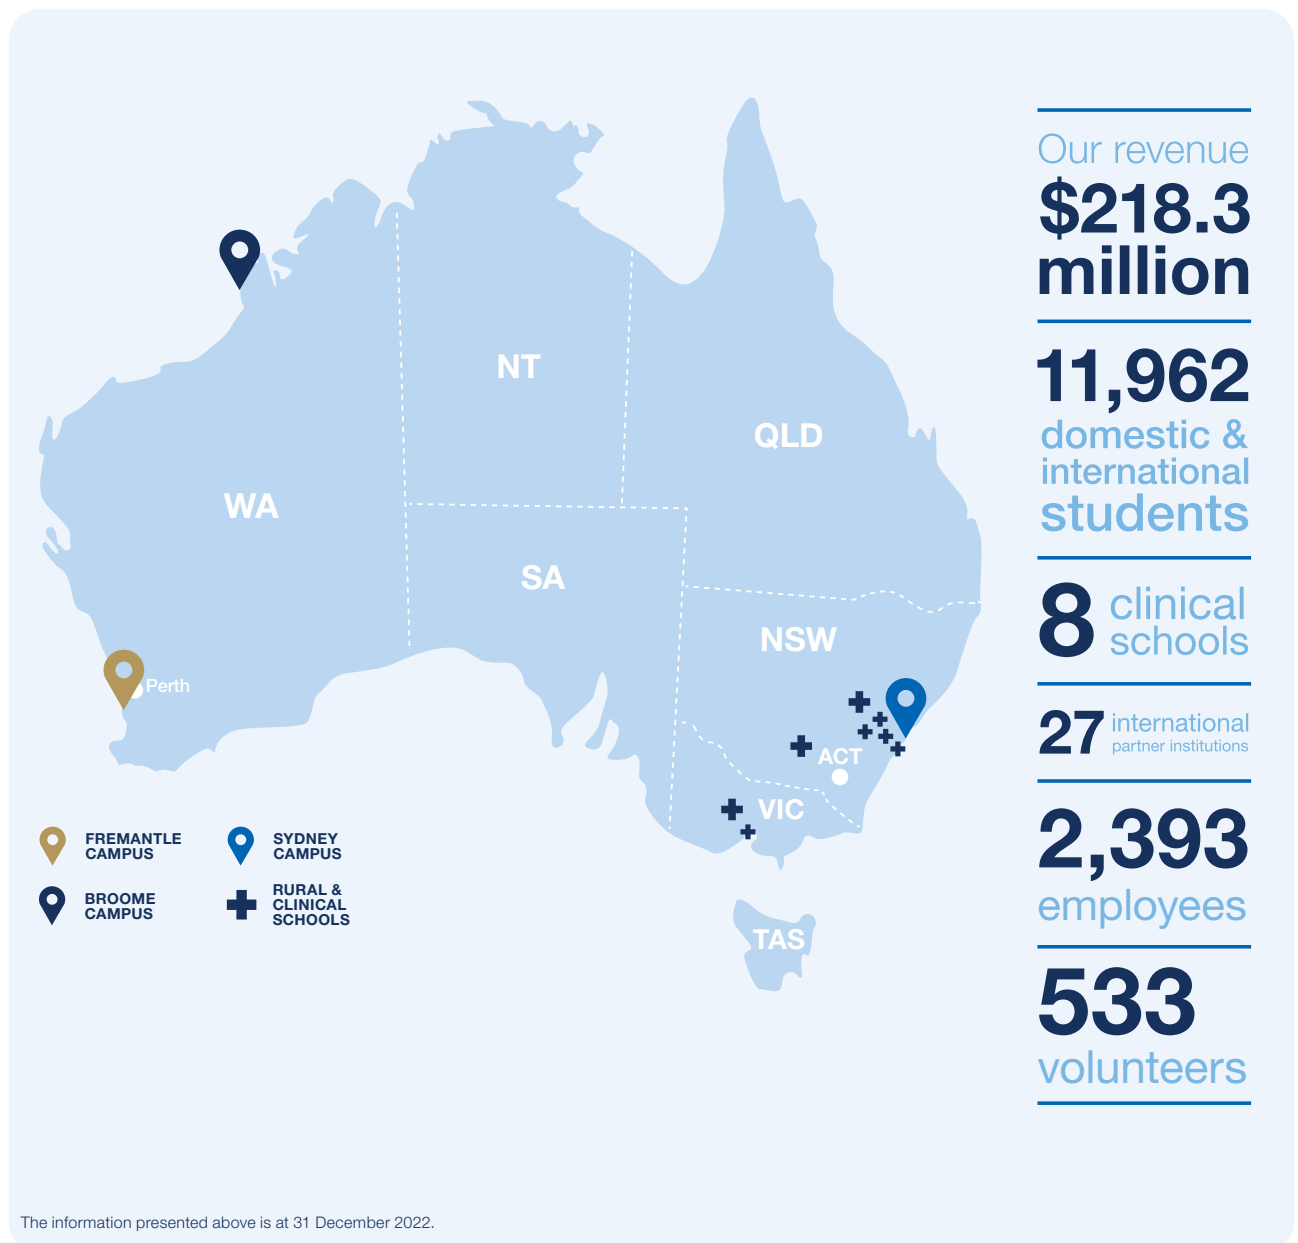 NT
QLD
WA
SA
NSW
Perth
ACT
VIC
TAS
FREMANTLE
CAMPUS
SYDNEY
CAMPUS
BROOME
CAMPUS
RURAL &
CLINICAL
SCHOOLS
Our revenue
$218.3
million
11,962
domestic &
international
students
8 clinical
schools
27 international
partner institutions
2,393
employees
533
volunteers
The information presented above is at 31 December 2022.